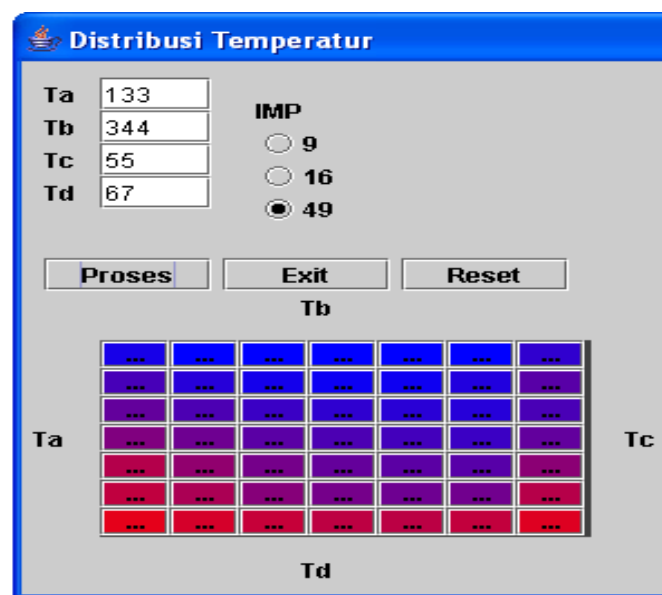 Distribusi Temperatur
Ta 133
Tb 344
Tc 55
Td 67
IMP
9
16
49
Proses Exit Reset
Tb
... ... ... ... ... ... ...
... ... ... ... ... ... ...
... ... ... ... ... ... ...
Ta ... ... ... ... ... ... ... Tc
... ... ... ... ... ... ...
... ... ... ... ... ... ...
... ... ... ... ... ... ...
Td